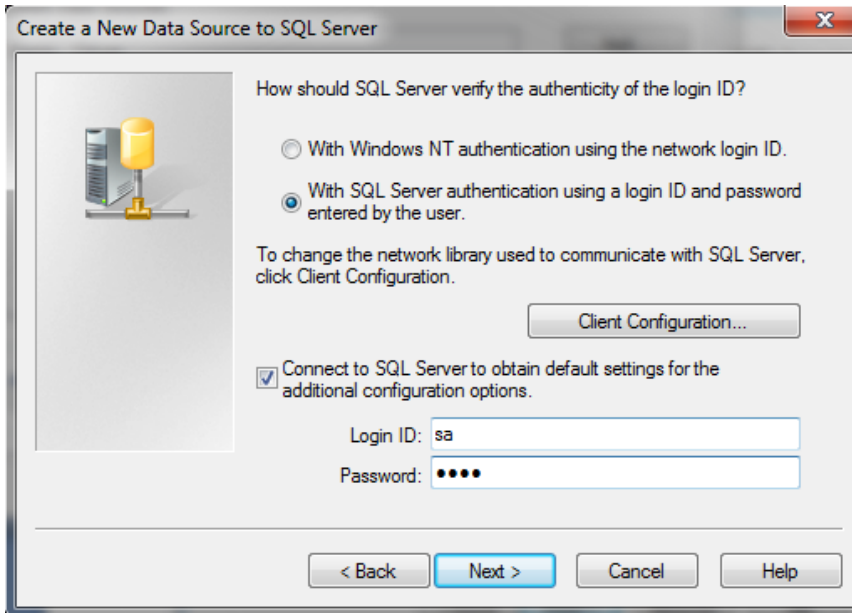 Create a New Data Source to SQL Server
How should SQL Server verify the authenticity of the login ID?
With Windows NT authentication using the network login ID.
With SQL Server authentication using a login ID and password
entered by the user.
To change the network library used to communicate with SQL Server,
click Client Configuration.
Client Configuration...
Connect to SQL Server to obtain default settings for the
additional configuration options.
Login ID: sa
Password: ●●●●
< Back Next > Cancel Help